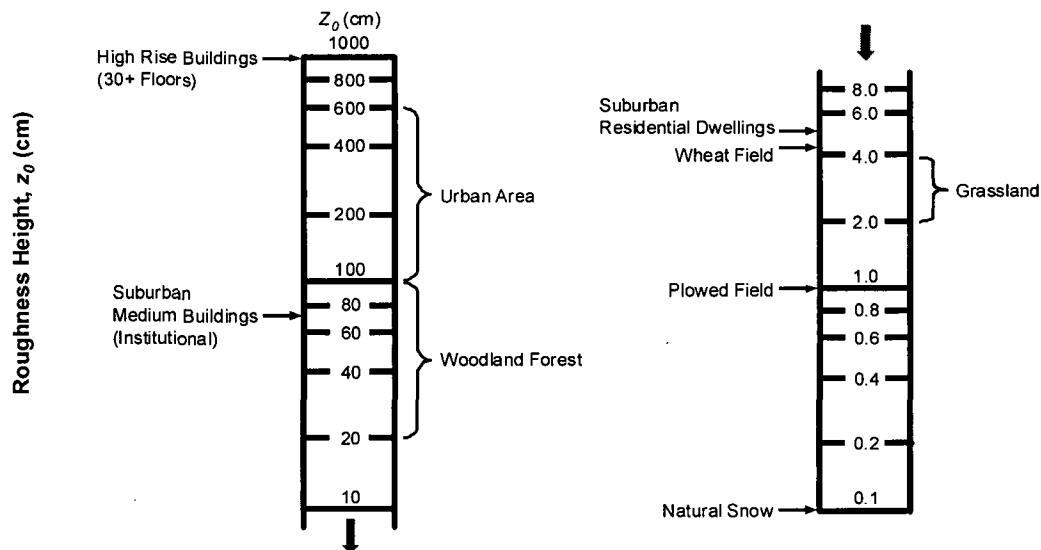 Roughness Height, z0 (cm)
Z0 (cm)
1000
High Rise Buildings
(30+ Floors)
800
600
400
Urban Area
200
100
Suburban
Medium Buildings
(Institutional)
80
60
40
Woodland Forest
20
10
8.0
6.0
Suburban
Residential Dwellings
Wheat Field
4.0
Grassland
2.0
1.0
Plowed Field
0.8
0.6
0.4
0.2
0.1
Natural Snow